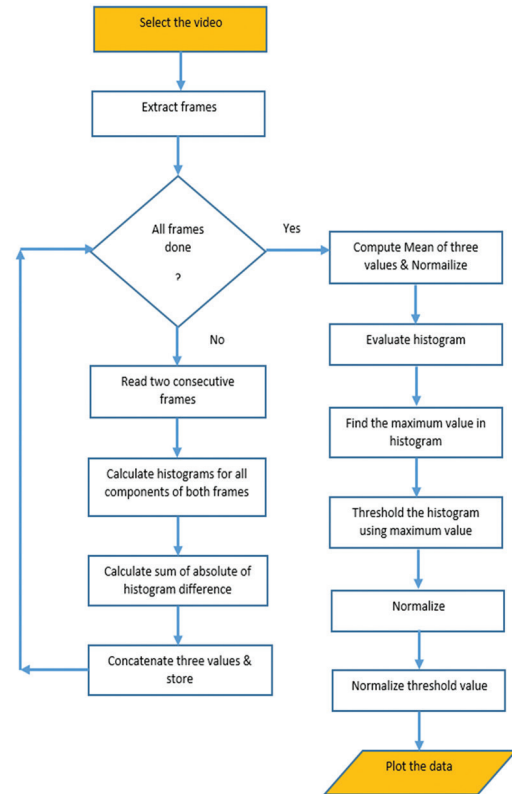 Select the video
Extract frames
All frames
done
?
Yes
No
Read two consecutive
frames
Calculate histograms for all
components of both frames
Calculate sum of absolute of
histogram difference
Concatenate three values &
store
Compute Mean of three
values & Normailize
Evaluate histogram
Find the maximum value in
histogram
Threshold the histogram
using maximum value
Normalize
Normalize threshold value
Plot the data